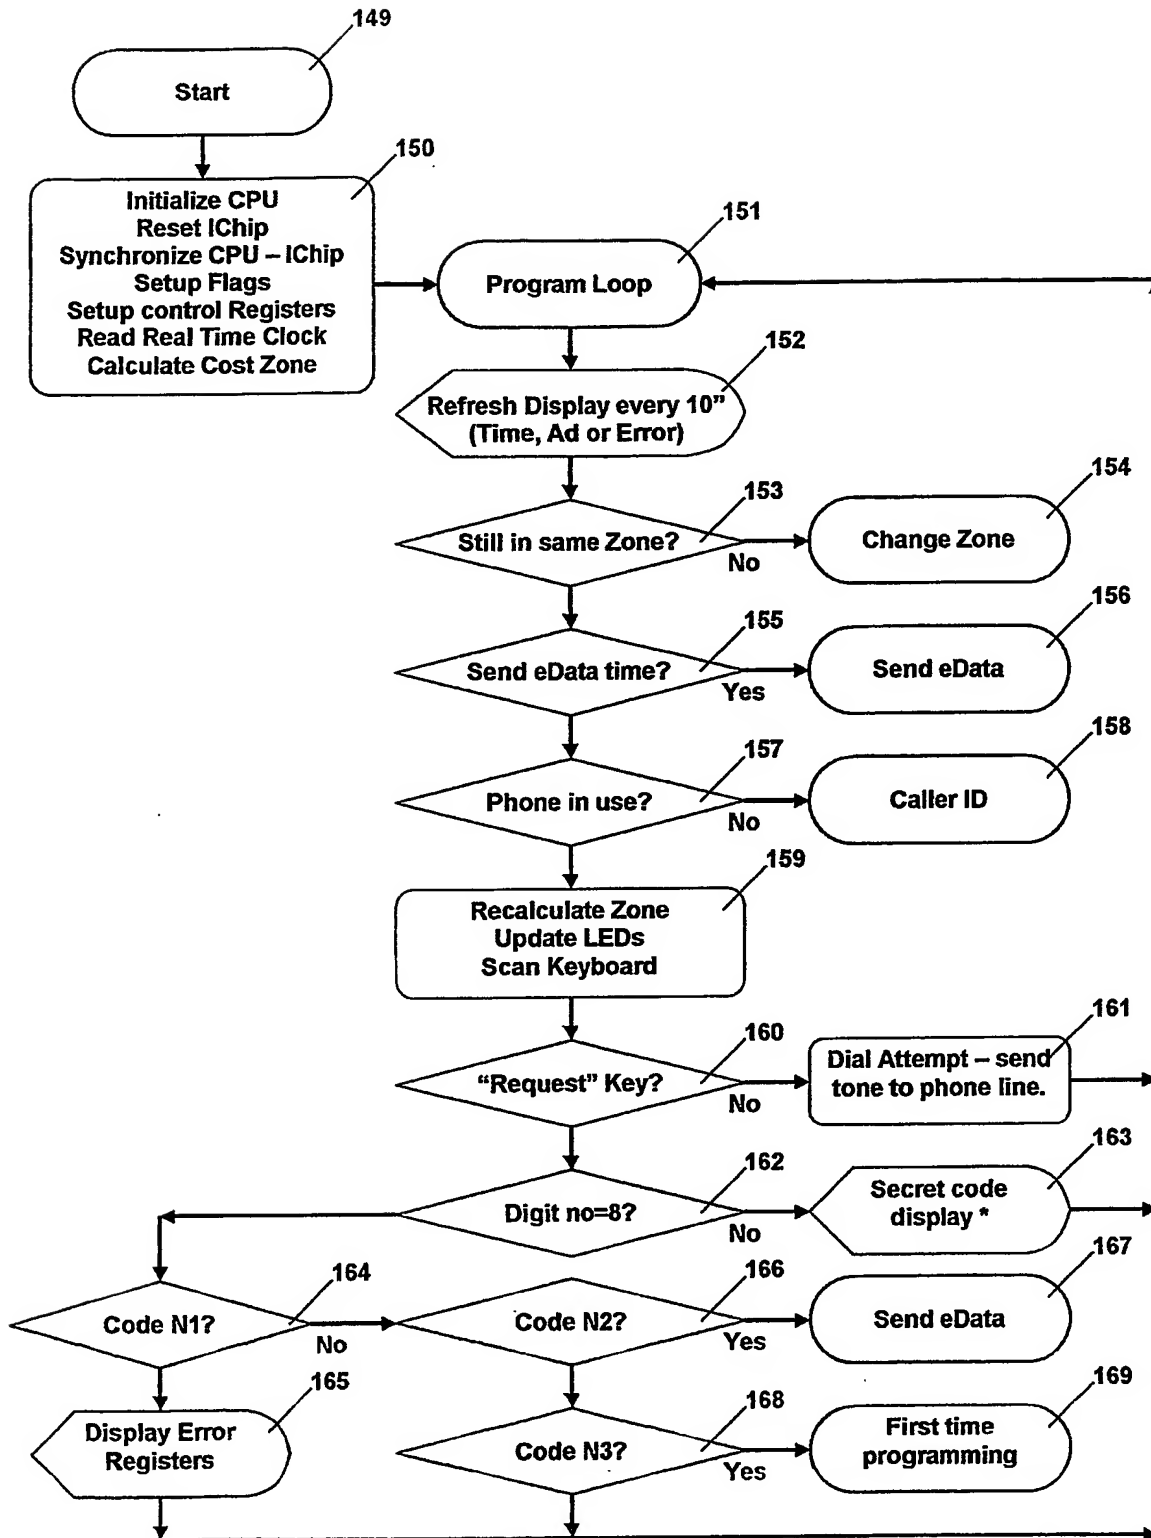 149
Start
150
Initialize CPU
Reset IChip
Synchronize CPU – IChip
Setup Flags
Setup control Registers
Read Real Time Clock
Calculate Cost Zone
151
Program Loop
152
Refresh Display every 10”
(Time, Ad or Error)
153
Still in same Zone?
No
154
Change Zone
155
Send eData time?
Yes
156
Send eData
157
Phone in use?
No
158
Caller ID
159
Recalculate Zone
Update LEDs
Scan Keyboard
160
“Request” Key?
No
161
Dial Attempt – send
tone to phone line.
162
Digit no=8?
No
163
Secret code
display *
164
Code N1?
No
166
Code N2?
Yes
167
Send eData
165
Display Error
Registers
168
Code N3?
Yes
169
First time
programming